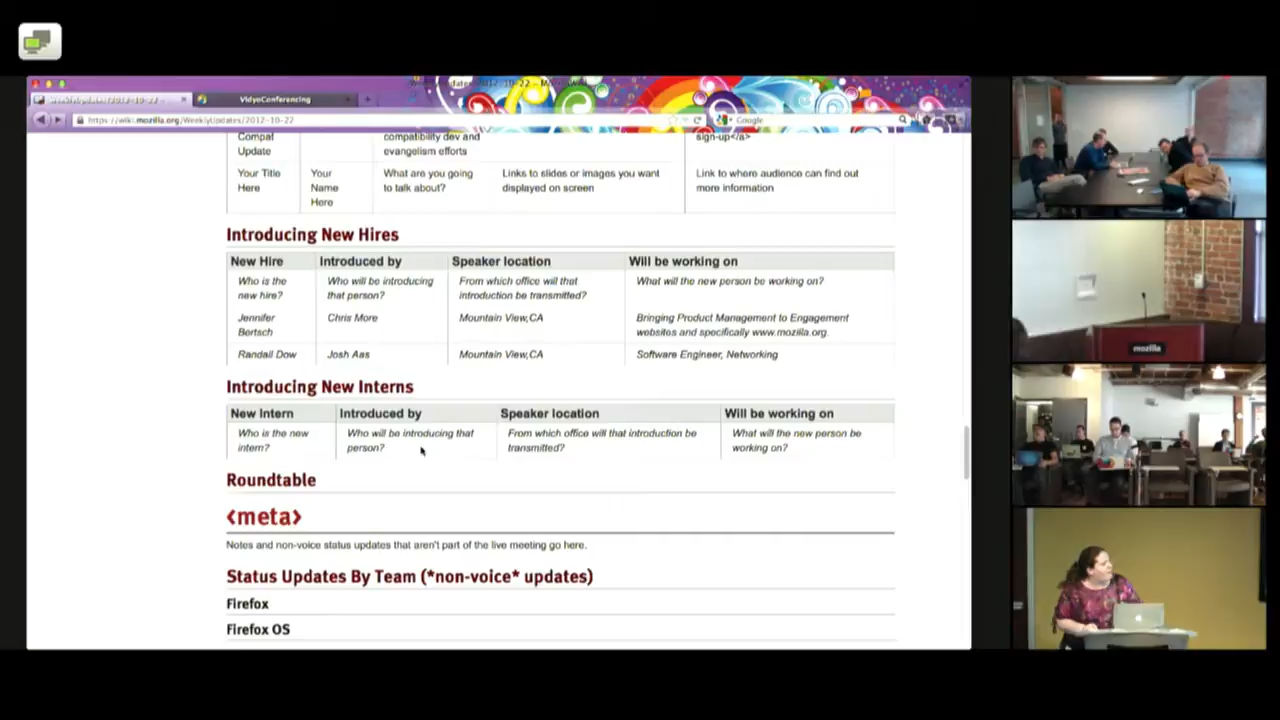 WeeklyUpdates/2012-10-22 -
VidyoConferencing
https://wiki.mozilla.org/WeeklyUpdates/2012-10-22
Google
Compat
Update
compatibility dev and
evangelism efforts
sign-up</a>
Your Title
Here
Your
Name
Here
What are you going
to talk about?
Links to slides or images you want
displayed on screen
Link to where audience can find out
more information
Introducing New Hires
New Hire Introduced by Speaker location Will be working on
Who is the
new hire?
Who will be introducing
that person?
From which office will that
introduction be transmitted?
What will the new person be working on?
Jennifer
Bertsch
Chris More
Mountain View,CA
Bringing Product Management to Engagement
websites and specifically www.mozilla.org.
Randall Dow Josh Aas Mountain View,CA Software Engineer, Networking
Introducing New Interns
New Intern Introduced by Speaker location Will be working on
Who is the new
intern?
Who will be introducing that
person?
From which office will that introduction be
transmitted?
What will the new person be
working on?
Roundtable
<meta>
Notes and non-voice status updates that aren't part of the live meeting go here.
Status Updates By Team (*non-voice* updates)
Firefox
Firefox OS
mozilla